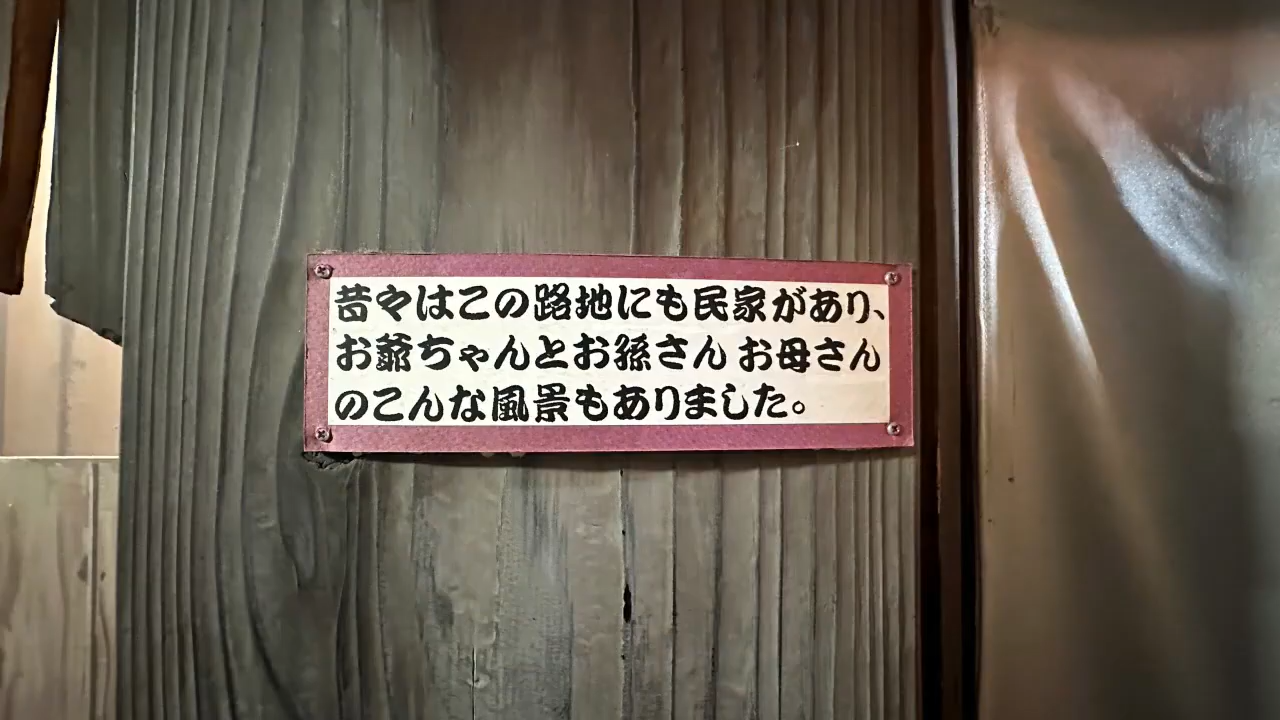 昔々はこの路地にも民家があり、
お爺ちゃんとお孫さん お母さん
のこんな風景もありました。